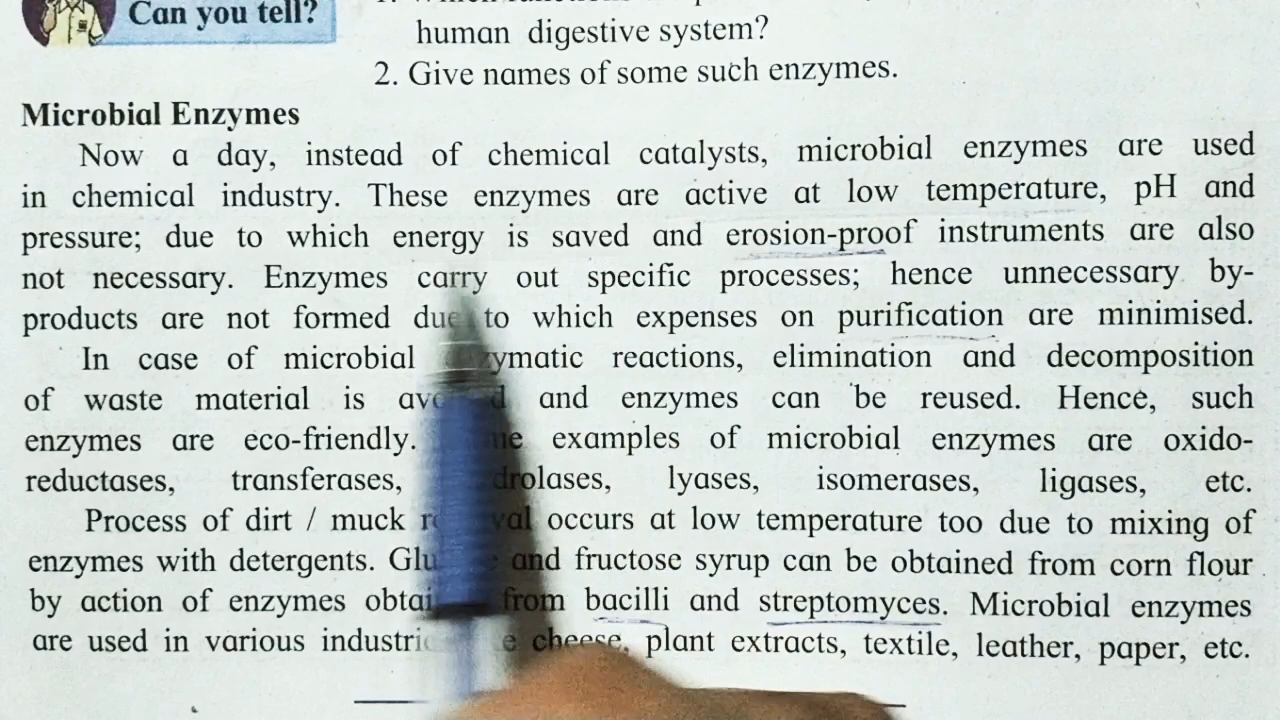 Can you tell?
human digestive system?
2. Give names of some such enzymes.
Microbial Enzymes
Now a day, instead of chemical catalysts, microbial enzymes are used
in chemical industry. These enzymes are active at low temperature, pH and
pressure; due to which energy is saved and erosion-proof instruments are also
not necessary. Enzymes carry out specific processes; hence unnecessary by-
products are not formed due to which expenses on purification are minimised.
In case of microbial reactions, elimination and decomposition
of waste material is and enzymes can be reused. Hence, such
enzymes are eco-friendly. examples of microbial enzymes are oxido-
reductases, transferases, lyases, isomerases, ligases, etc.
Process of dirt / muck occurs at low temperature too due to mixing of
enzymes with detergents. and fructose syrup can be obtained from corn flour
by action of enzymes from bacilli and streptomyces. Microbial enzymes
are used in various cheese, plant extracts, textile, leather, paper, etc.